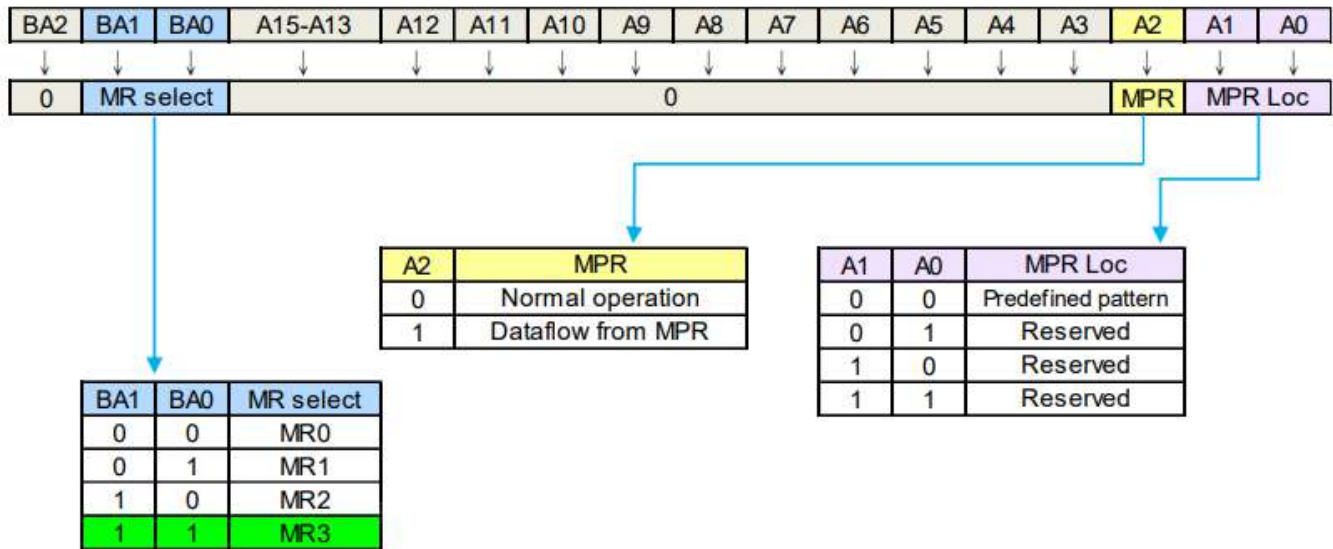 BA2 BA1 BA0 A15-A13 A12 A11 A10 A9 A8 A7 A6 A5 A4 A3 A2 A1 A0
0 MR select 0 MPR MPR Loc
A2 MPR
0 Normal operation
1 Dataflow from MPR
A1 A0 MPR Loc
0 0 Predefined pattern
0 1 Reserved
1 0 Reserved
1 1 Reserved
BA1 BA0 MR select
0 0 MR0
0 1 MR1
1 0 MR2
1 1 MR3